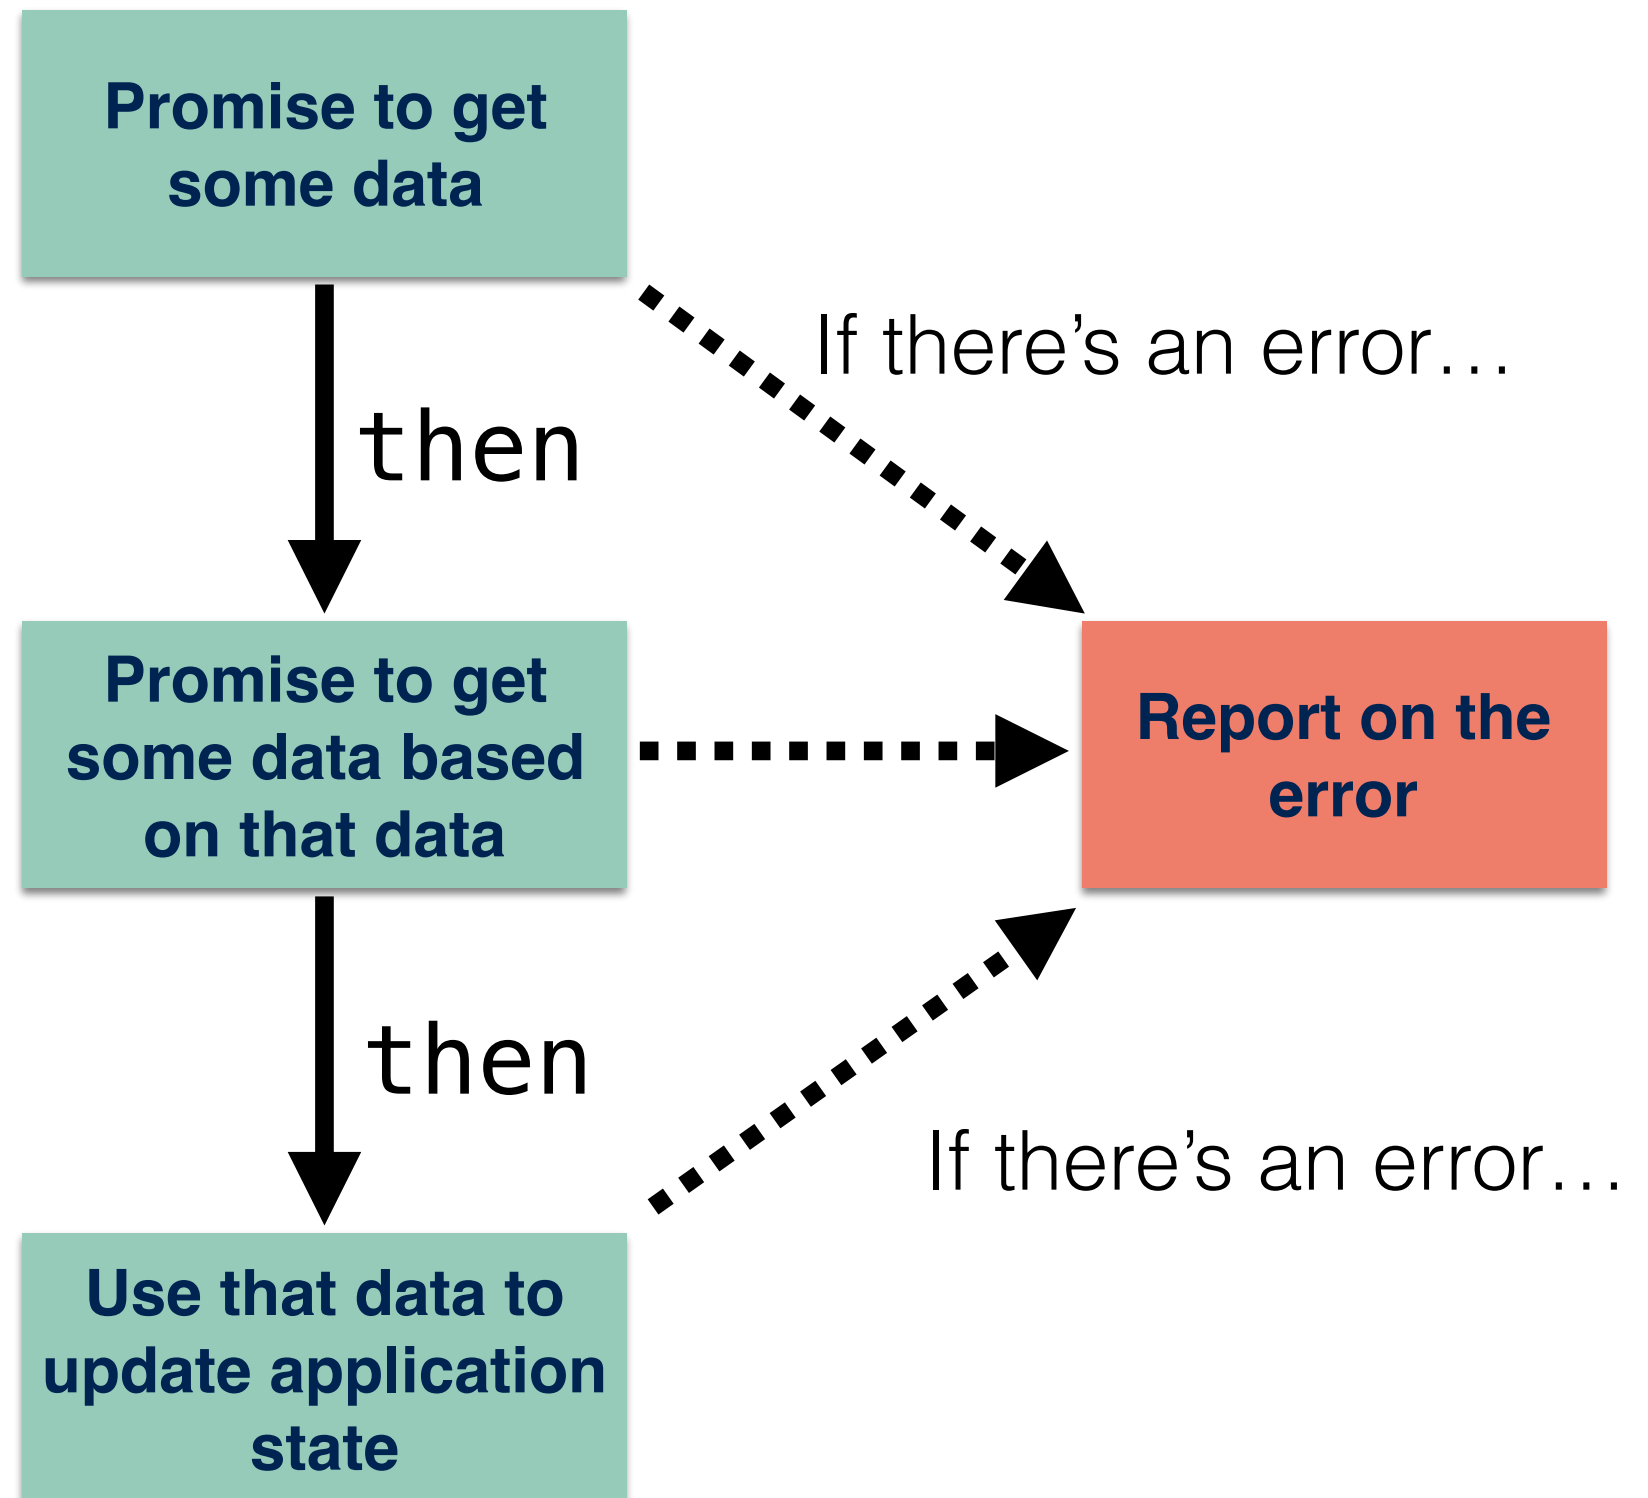 Promise to get
some data
If there’s an error…
then
Promise to get
some data based
on that data
Report on the
error
then
If there’s an error…
Use that data to
update application
state